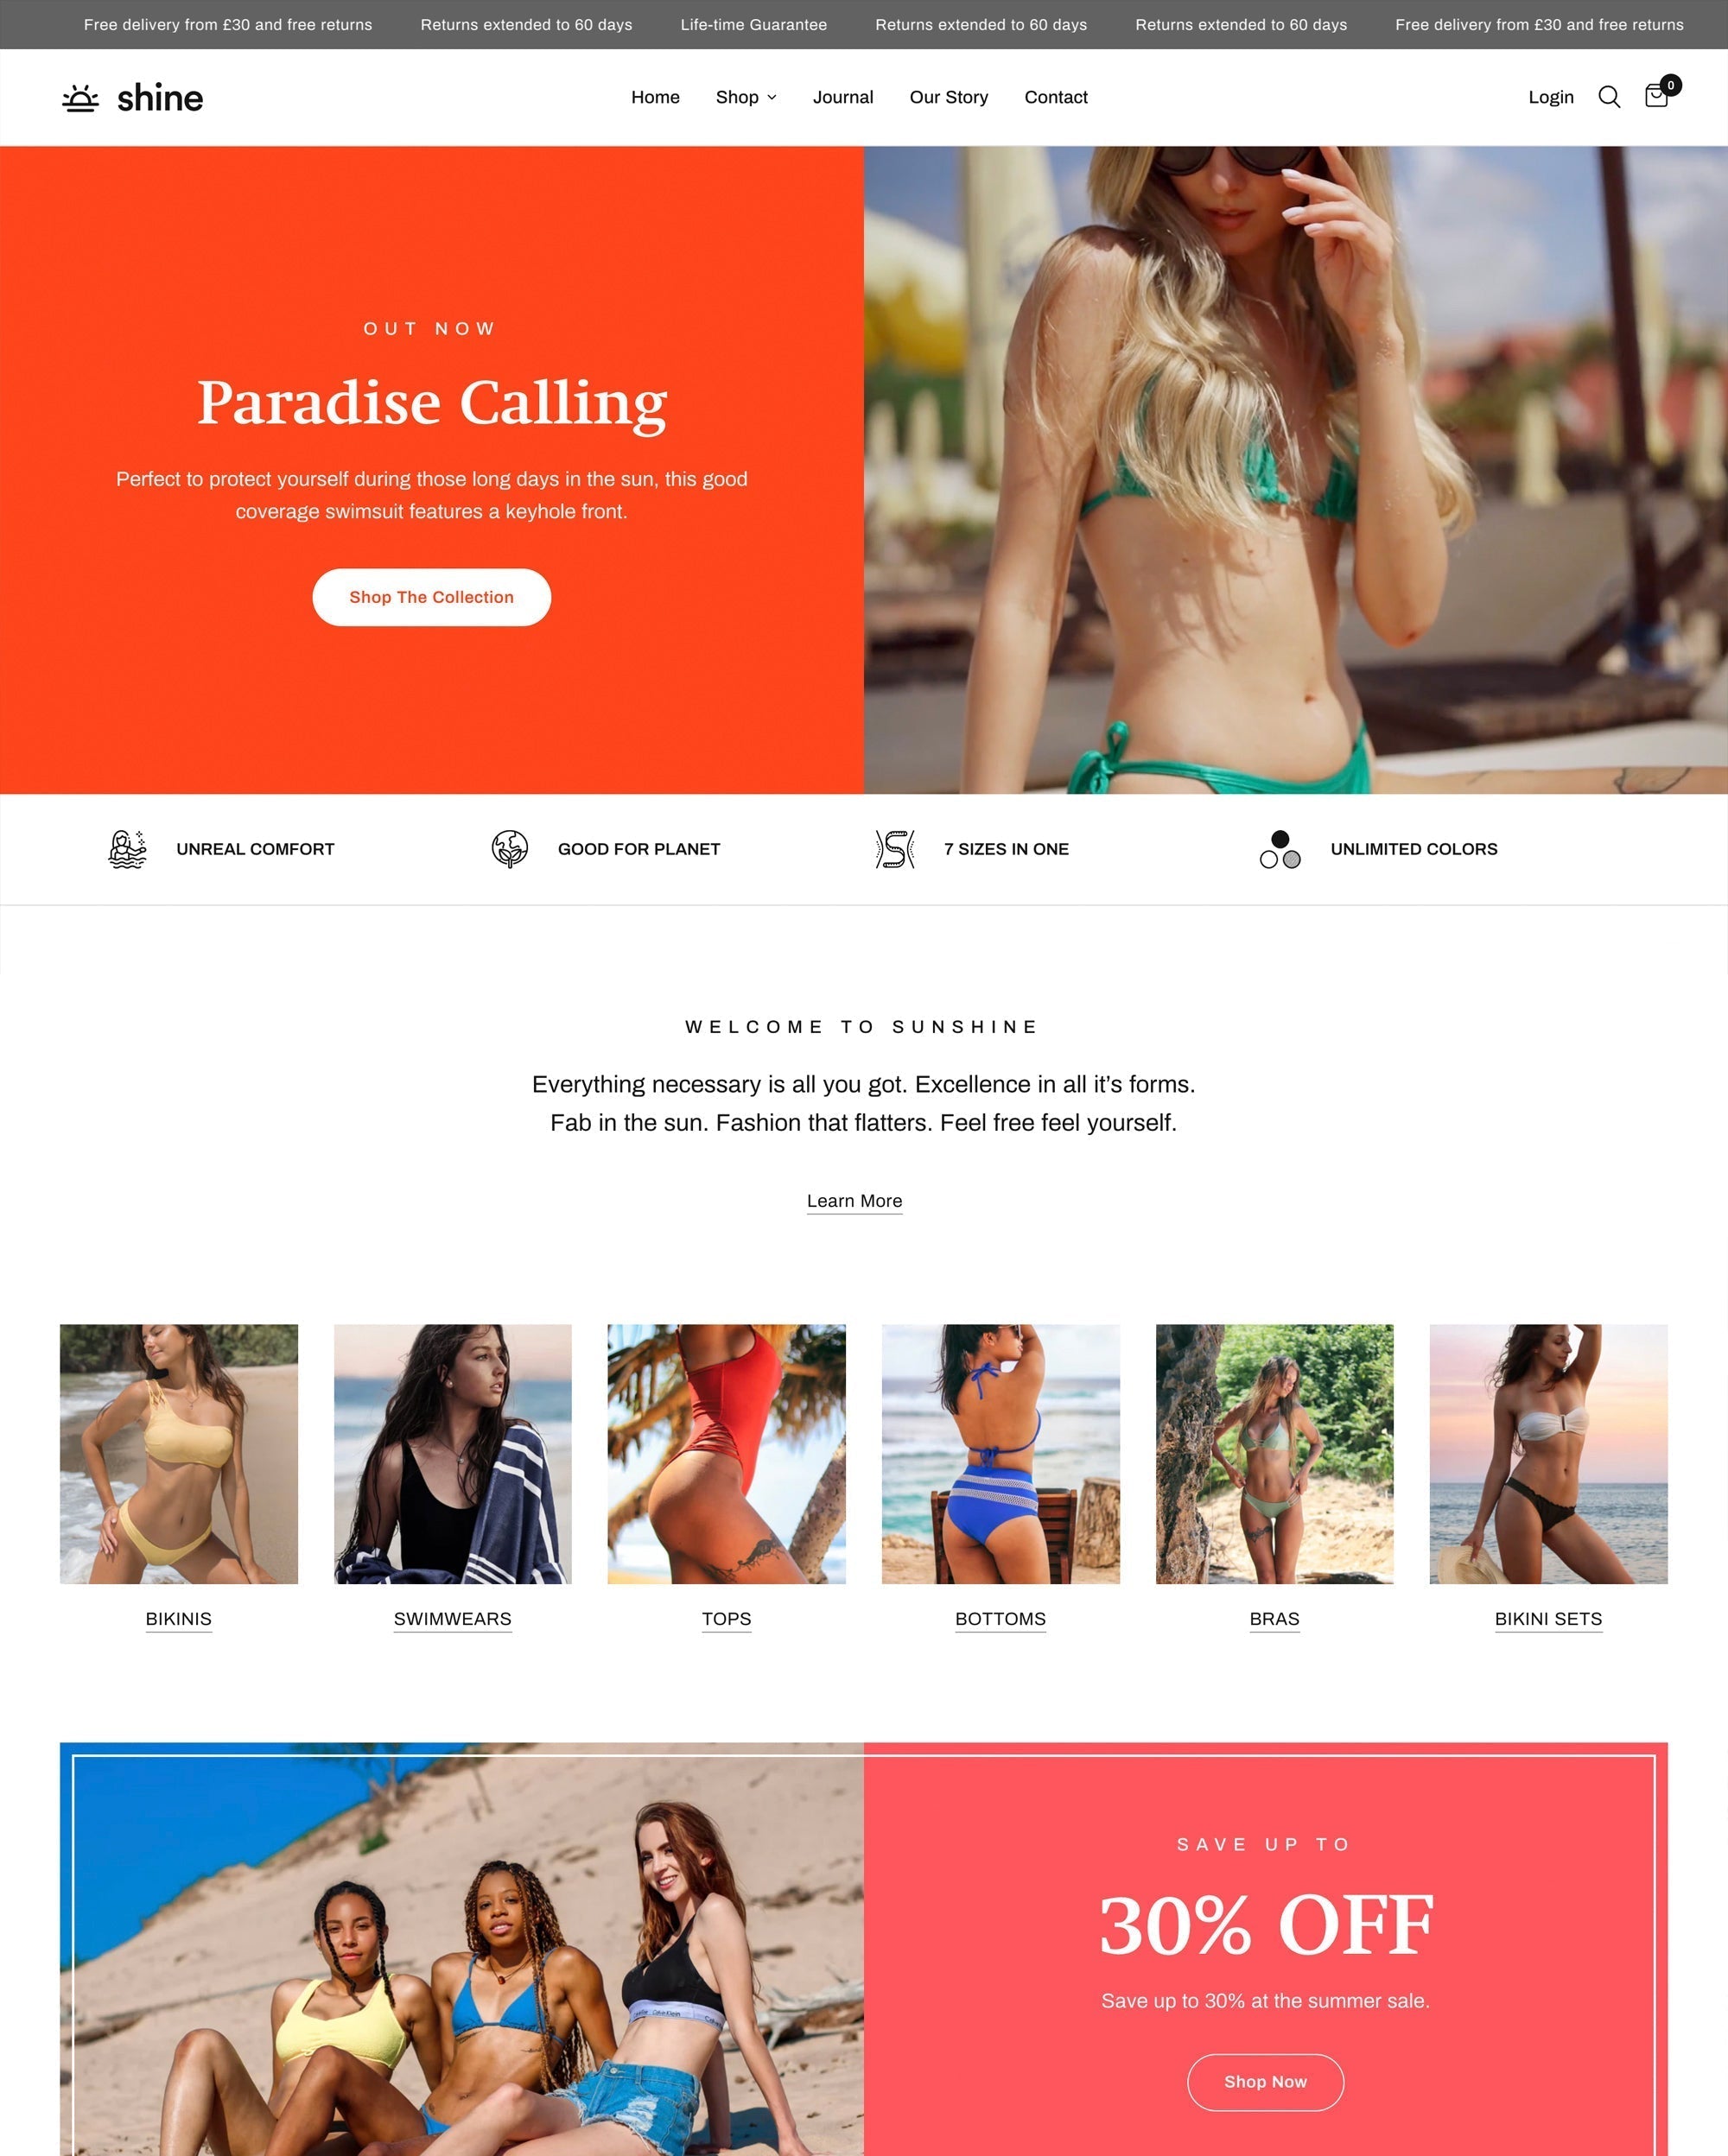 Free delivery from £30 and free returns Returns extended to 60 days Life-time Guarantee Returns extended to 60 days Returns extended to 60 days Free delivery from £30 and free returns
shine Home Shop Journal Our Story Contact Login 0
OUT NOW
Paradise Calling
Perfect to protect yourself during those long days in the sun, this good
coverage swimsuit features a keyhole front.
Shop The Collection
UNREAL COMFORT GOOD FOR PLANET 7 SIZES IN ONE UNLIMITED COLORS
WELCOME TO SUNSHINE
Everything necessary is all you got. Excellence in all it’s forms.
Fab in the sun. Fashion that flatters. Feel free feel yourself.
Learn More
BIKINIS SWIMWEARS TOPS BOTTOMS BRAS BIKINI SETS
SAVE UP TO
30% OFF
Save up to 30% at the summer sale.
Shop Now